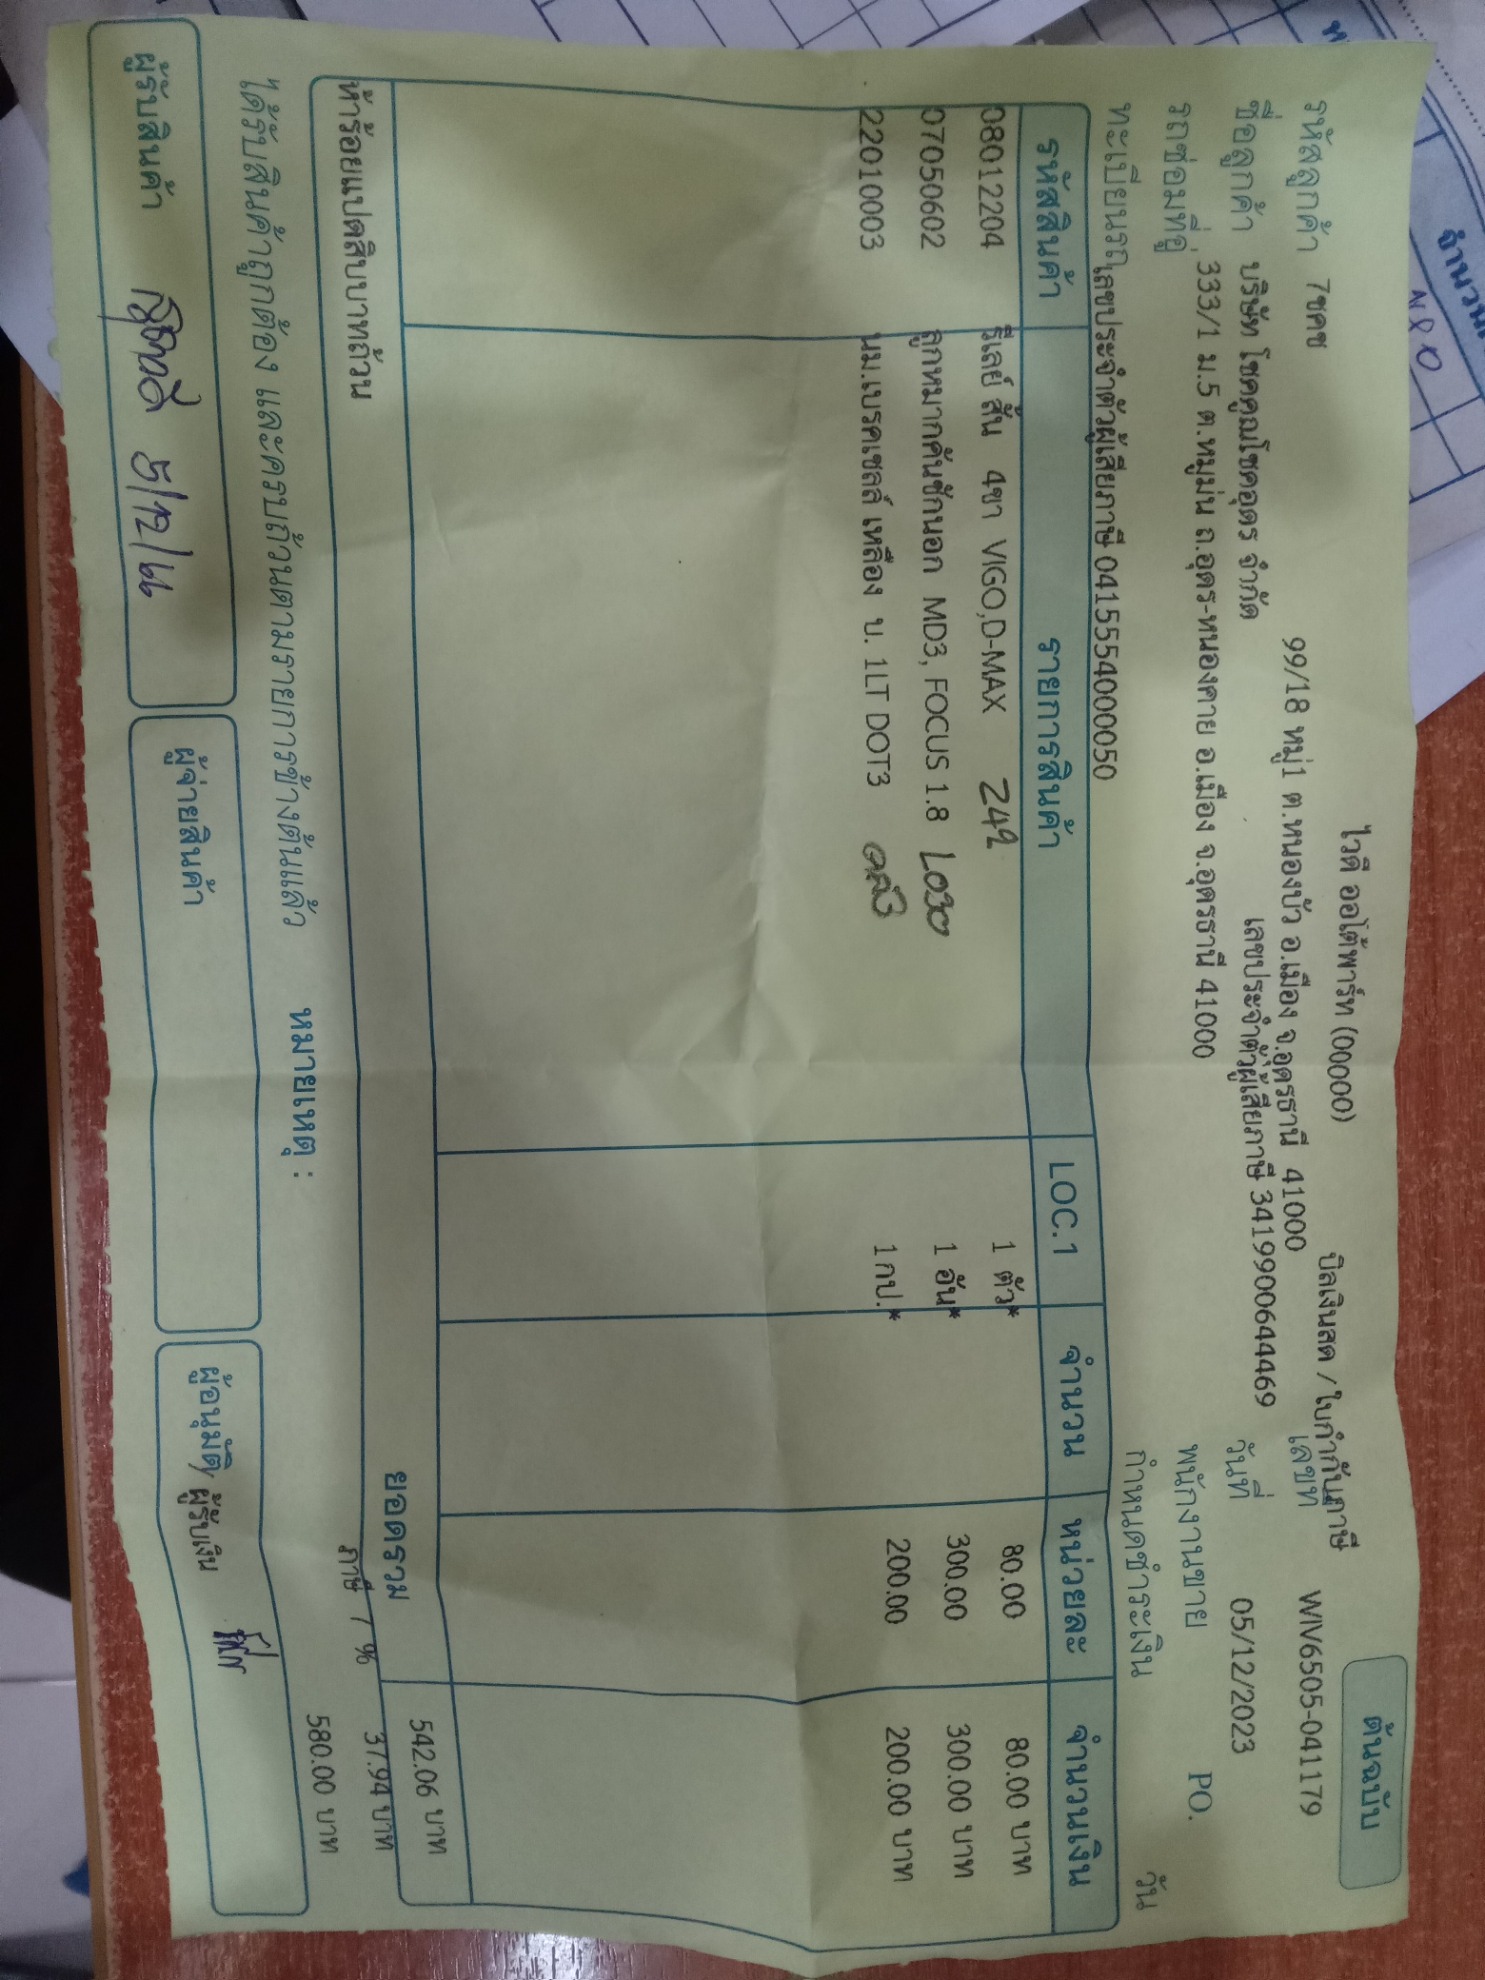 ต้นฉบับ
ไวดี ออโต้พาร์ท (00000)
บิลเงินสด / ใบกำกับภาษี
99/18 หมู่1 ต.หนองบัว อ.เมือง จ.อุดรธานี 41000
เลขประจำตัวผู้เสียภาษี 3419900644469
รหัสลูกค้า 7ชคช
เลขที่ WIV6505-041179
ชื่อลูกค้า บริษัท โชคคูณโชคอุดร จำกัด
วันที่ 05/12/2023
333/1 ม.5 ต.หมูม่น ถ.อุดร-หนองคาย อ.เมือง จ.อุดรธานี 41000
รถซ่อมที่อู่
พนักงานขาย PO.
ทะเบียนรถ เลขประจำตัวผู้เสียภาษี 0415554000050
กำหนดชำระเงิน วัน
รหัสสินค้า รายการสินค้า LOC.1 จำนวน หน่วยละ จำนวนเงิน
08012204 รีเลย์ สั้น 4ขา VIGO,D-MAX 242 1 ตัว* 80.00 80.00 บาท
07050602 ลูกหมากคันชักนอก MD3, FOCUS 1.8 1 อัน* 300.00 300.00 บาท
22010003 นม.เบรคเชลล์ เหลือง บ. 1LT DOT3 1 กป.* 200.00 200.00 บาท
ยอดรวม 542.06 บาท
ห้าร้อยแปดสิบบาทถ้วน
ภาษี 7 % 37.94 บาท
580.00 บาท
ได้รับสินค้าถูกต้อง และครบถ้วนตามรายการข้างต้นแล้ว หมายเหตุ :
ผู้รับสินค้า 5/12/66
ผู้จ่ายสินค้า
ผู้อนุมัติ/ผู้รับเงิน
จำนวน